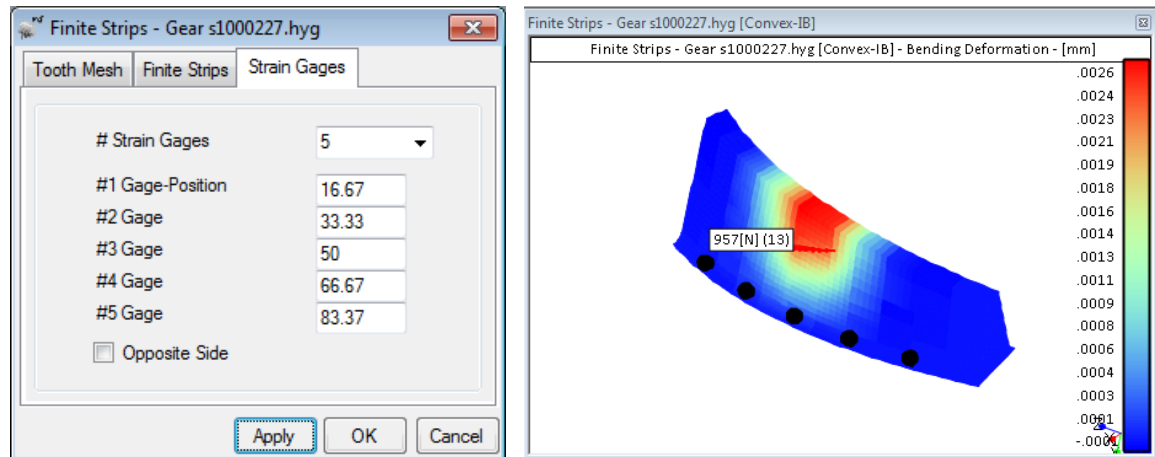 Finite Strips - Gear s1000227.hyg
Tooth Mesh Finite Strips Strain Gages
# Strain Gages 5
#1 Gage-Position 16.67
#2 Gage 33.33
#3 Gage 50
#4 Gage 66.67
#5 Gage 83.37
Opposite Side
Apply OK Cancel
Finite Strips - Gear s1000227.hyg [Convex-IB]
Finite Strips - Gear s1000227.hyg [Convex-IB] - Bending Deformation - [mm]
.0026
.0024
.0023
.0021
.0019
.0018
.0016
.0014
.0013
.0011
.0009
.0008
.0006
.0004
.0003
.0001
-.0001
957[N] (13)